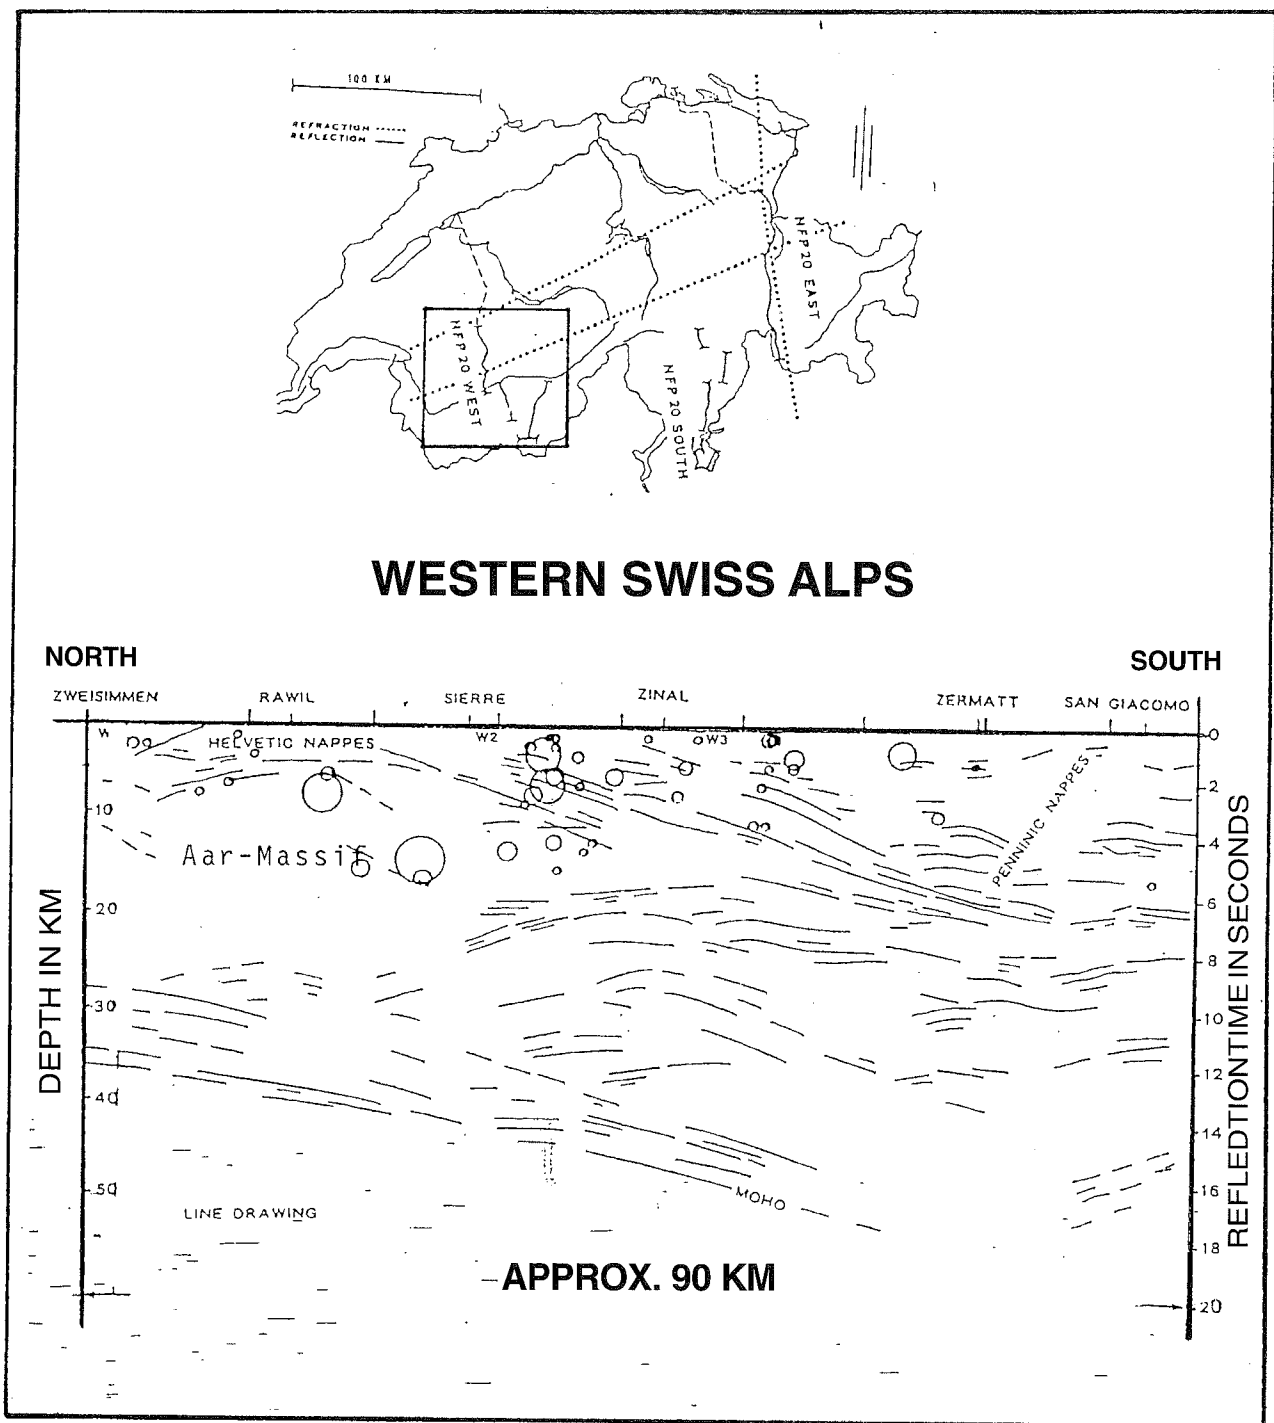 100 KM
REFRACTION
REFLECTION
NFP 20 EAST
NFP 20 WEST
NFP 20 SOUTH
WESTERN SWISS ALPS
NORTH
SOUTH
ZWEISIMMEN RAWIL SIERRE ZINAL ZERMATT SAN GIACOMO
W HELVETIC NAPPES W2 W3
PENNINIC NAPPES
Aar-Massif
DEPTH IN KM
10
20
30
40
50
REFLEDTIONTIME IN SECONDS
0
2
4
6
8
10
12
14
16
18
20
MOHO
LINE DRAWING
APPROX. 90 KM